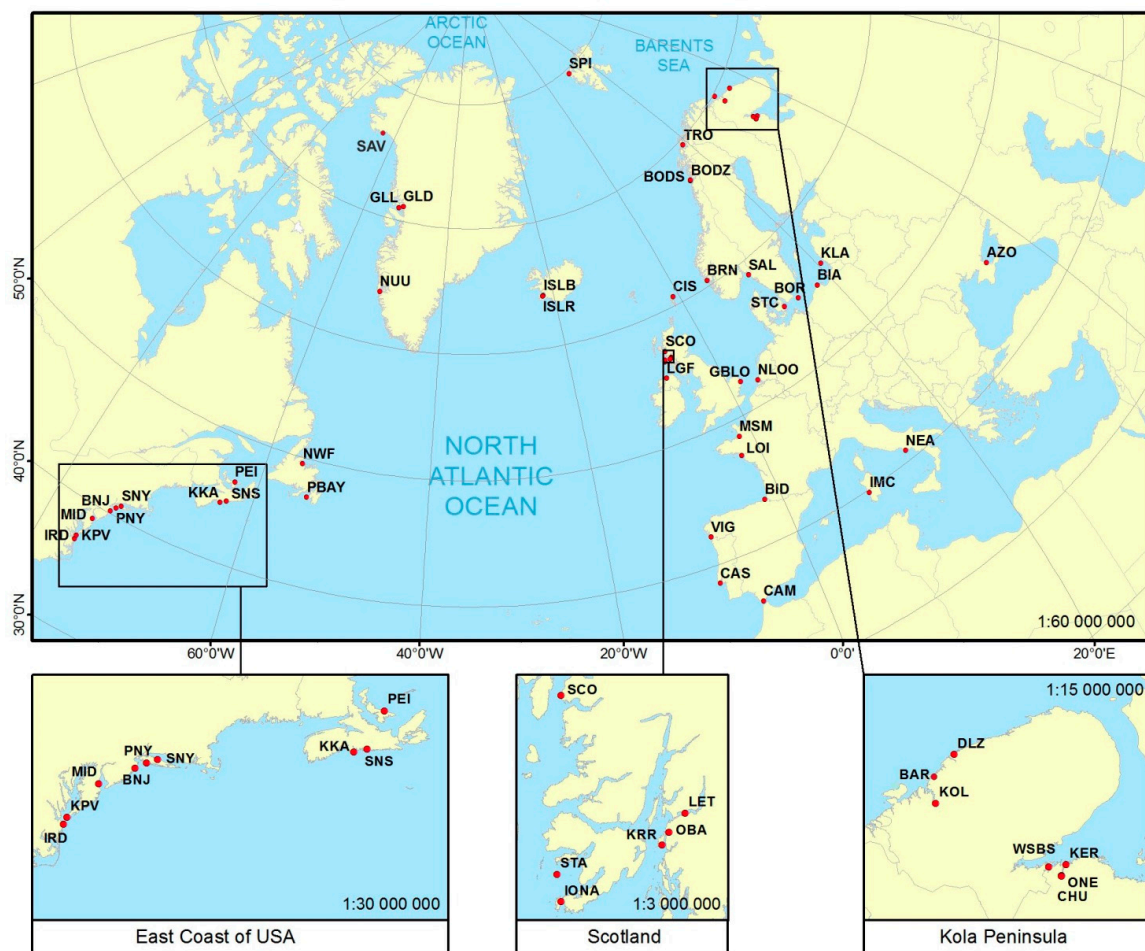 ARCTIC
OCEAN
BARENTS
SEA
SPI
SAV
TRO
GLL GLD
BODS BODZ
NUU
ISLB
ISLR
CIS
BRN
SAL
KLA
BIA
BOR
STC
AZO
SCO
LGF
GBLO
NLOO
MSM
LOI
NEA
IMC
BiD
VIG
CAS
CAM
NORTH
ATLANTIC
OCEAN
NWF
PBAY
PEI
KKA SNS
BNJ SNY
MID PNY
IRD KPV
50°0'N
40°0'N
30°0'N
60°0'W
40°0'W
20°0'W
0°0'
20°0'E
1:60 000 000
PEI
KKA
SNS
PNY
SNY
BNJ
MID
KPV
IRD
1:30 000 000
East Coast of USA
SCO
LET
OBA
KRR
STA
IONA
1:3 000 000
Scotland
1:15 000 000
DLZ
BAR
KOL
WSBS
KER
ONE
CHU
Kola Peninsula